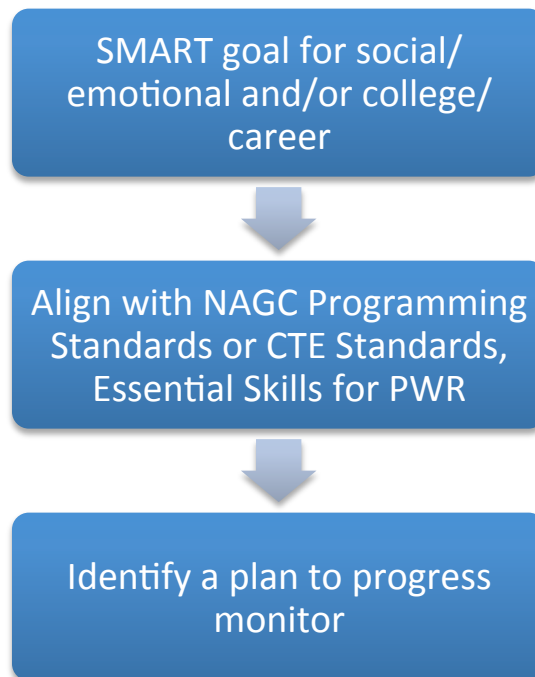 SMART goal for social/
emotional and/or college/
career
Align with NAGC Programming
Standards or CTE Standards,
Essential Skills for PWR
Identify a plan to progress
monitor